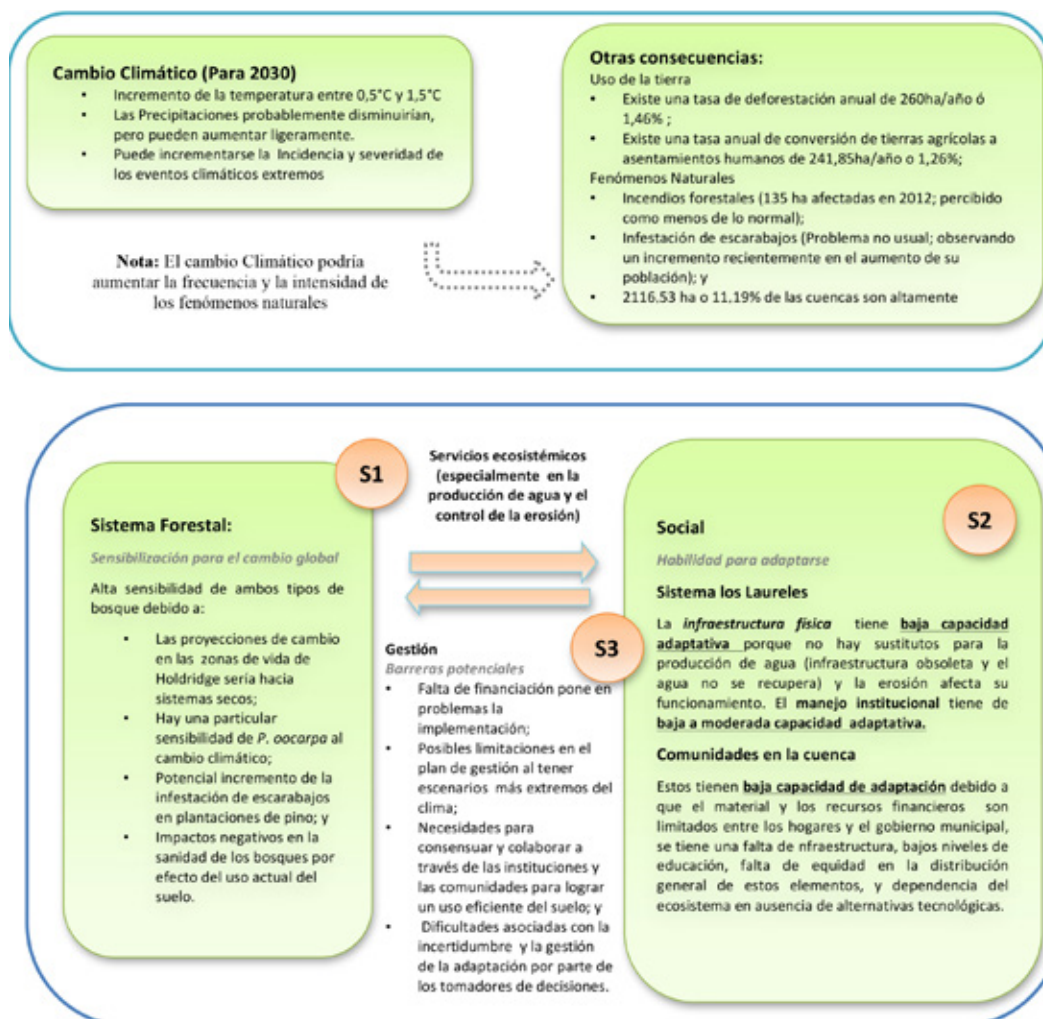 Cambio Climático (Para 2030)
• Incremento de la temperatura entre 0,5°C y 1,5°C
• Las Precipitaciones probablemente disminuirían,
pero pueden aumentar ligeramente.
• Puede incrementarse la Incidencia y severidad de
los eventos climáticos extremos
Nota: El cambio Climático podría
aumentar la frecuencia y la intensidad de
los fenómenos naturales
Otras consecuencias:
Uso de la tierra
• Existe una tasa de deforestación anual de 260ha/año ó
1,46% ;
• Existe una tasa anual de conversión de tierras agrícolas a
asentamientos humanos de 241,85ha/año o 1,26%;
Fenómenos Naturales
• Incendios forestales (135 ha afectadas en 2012; percibido
como menos de lo normal);
• Infestación de escarabajos (Problema no usual; observando
un incremento recientemente en el aumento de su
población); y
• 2116.53 ha o 11.19% de las cuencas son altamente
S1
Sistema Forestal:
Sensibilización para el cambio global
Alta sensibilidad de ambos tipos de
bosque debido a:
• Las proyecciones de cambio
en las zonas de vida de
Holdridge sería hacia
sistemas secos;
• Hay una particular
sensibilidad de P. oocarpa al
cambio climático;
• Potencial incremento de la
infestación de escarabajos
en plantaciones de pino; y
• Impactos negativos en la
sanidad de los bosques por
efecto del uso actual del
suelo.
Servicios ecosistémicos
(especialmente en la
producción de agua y el
control de la erosión)
S3
Gestión
Barreras potenciales
• Falta de financiación pone en
problemas la
implementación;
• Posibles limitaciones en el
plan de gestión al tener
escenarios más extremos del
clima;
• Necesidades para
consensuar y colaborar a
través de las instituciones y
las comunidades para lograr
un uso eficiente del suelo; y
• Dificultades asociadas con la
incertidumbre y la gestión
de la adaptación por parte de
los tomadores de decisiones.
S2
Social
Habilidad para adaptarse
Sistema los Laureles
La infraestructura física tiene baja capacidad
adaptativa porque no hay sustitutos para la
producción de agua (infraestructura obsoleta y el
agua no se recupera) y la erosión afecta su
funcionamiento. El manejo institucional tiene de
baja a moderada capacidad adaptativa.
Comunidades en la cuenca
Estos tienen baja capacidad de adaptación debido a
que el material y los recursos financieros son
limitados entre los hogares y el gobierno municipal,
se tiene una falta de nfraestructura, bajos niveles de
educación, falta de equidad en la distribución
general de estos elementos, y dependencia del
ecosistema en ausencia de alternativas tecnológicas.